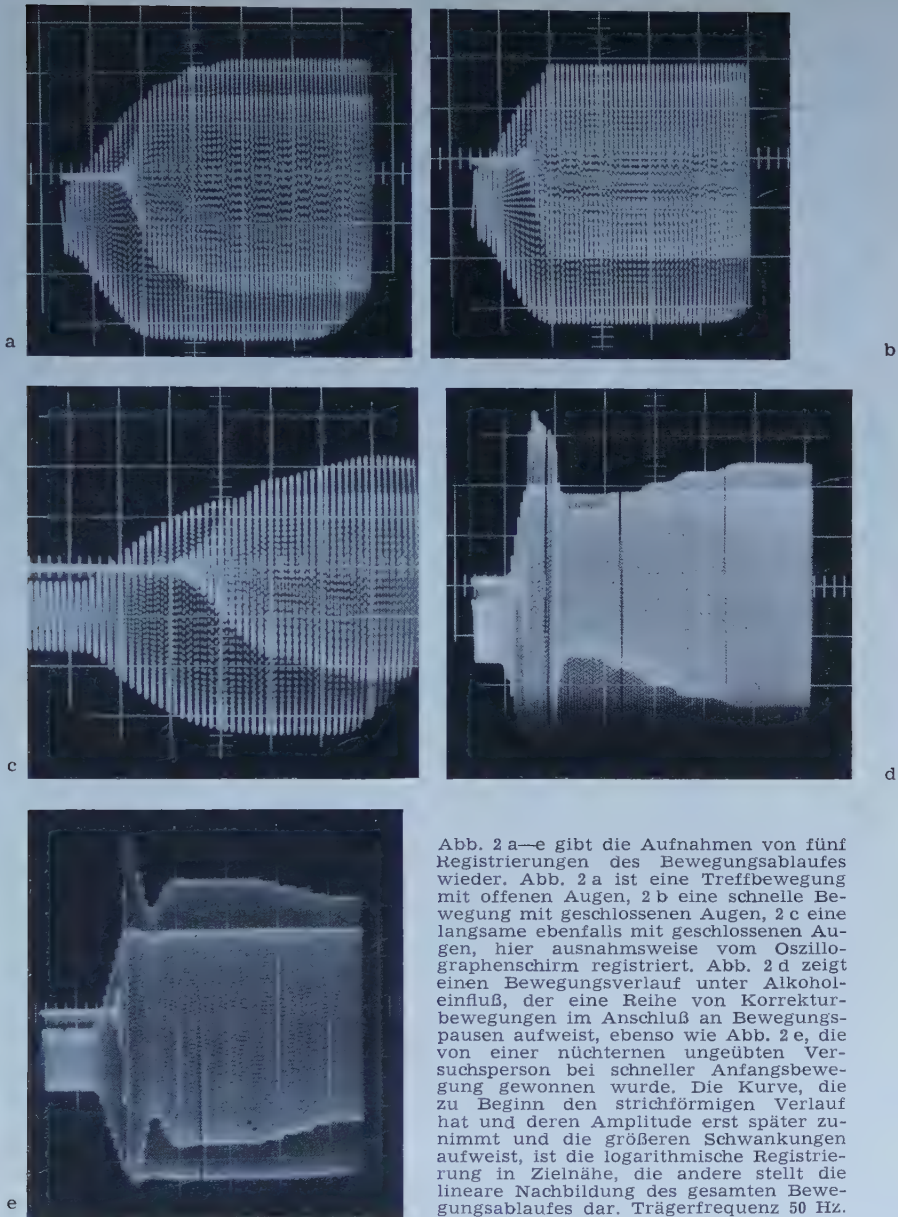 a
b
c
d
e
Abb. 2 a—e gibt die Aufnahmen von fünf
Registrierungen des Bewegungsablaufes
wieder. Abb. 2 a ist eine Treffbewegung
mit offenen Augen, 2 b eine schnelle Be-
wegung mit geschlossenen Augen, 2 c eine
langsame ebenfalls mit geschlossenen Au-
gen, hier ausnahmsweise vom Oszillo-
graphenschirm registriert. Abb. 2 d zeigt
einen Bewegungsverlauf unter Alkohol-
einfluß, der eine Reihe von Korrektur-
bewegungen im Anschluß an Bewegungs-
pausen aufweist, ebenso wie Abb. 2 e, die
von einer nüchternen ungeübten Ver-
suchsperson bei schneller Anfangsbewe-
gung gewonnen wurde. Die Kurve, die
zu Beginn den strichförmigen Verlauf
hat und deren Amplitude erst später zu-
nimmt und die größeren Schwankungen
aufweist, ist die logarithmische Registrie-
rung in Zielnähe, die andere stellt die
lineare Nachbildung des gesamten Bewe-
gungsablaufes dar. Trägerfrequenz 50 Hz.